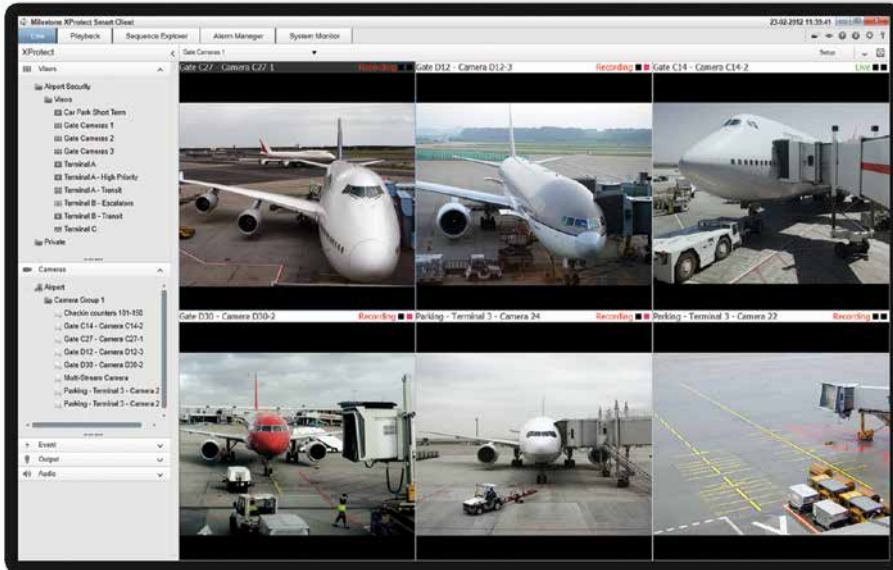 Milestone XProtect Smart Client
23-02-2012 11:39:41
Live
Playback
Sequence Explorer
Alarm Manager
System Monitor
XProtect
Gate Cameras 1
Setup
Views
Airport Security
Views
Car Park Short Term
Gate Cameras 1
Gate Cameras 2
Gate Cameras 3
Terminal A
Terminal A - High Priority
Terminal A - Transit
Terminal B - Escalators
Terminal B - Transit
Terminal C
Private
Cameras
Airport
Camera Group 1
Checkin counters 101-150
Gate C14 - Camera C14-2
Gate C27 - Camera C27-1
Gate D12 - Camera D12-3
Gate D30 - Camera D30-2
Multi-Stream Camera
Parking - Terminal 3 - Camera 2
Parking - Terminal 3 - Camera 2
Event
Output
Audio
Gate C27 - Camera C27-1
Recording
Gate D12 - Camera D12-3
Recording
Gate C14 - Camera C14-2
Live
Gate D30 - Camera D30-2
Recording
Parking - Terminal 3 - Camera 24
Recording
Parking - Terminal 3 - Camera 22
Recording